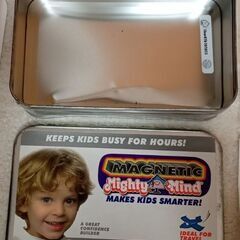 KEEPS KIDS BUSY FOR HOURS!
MAGNETIC
Mighty Mind
MAKES KIDS SMARTER!
A GREAT
CONFIDENCE
BUILDER
IDEAL FOR
TRAVEL